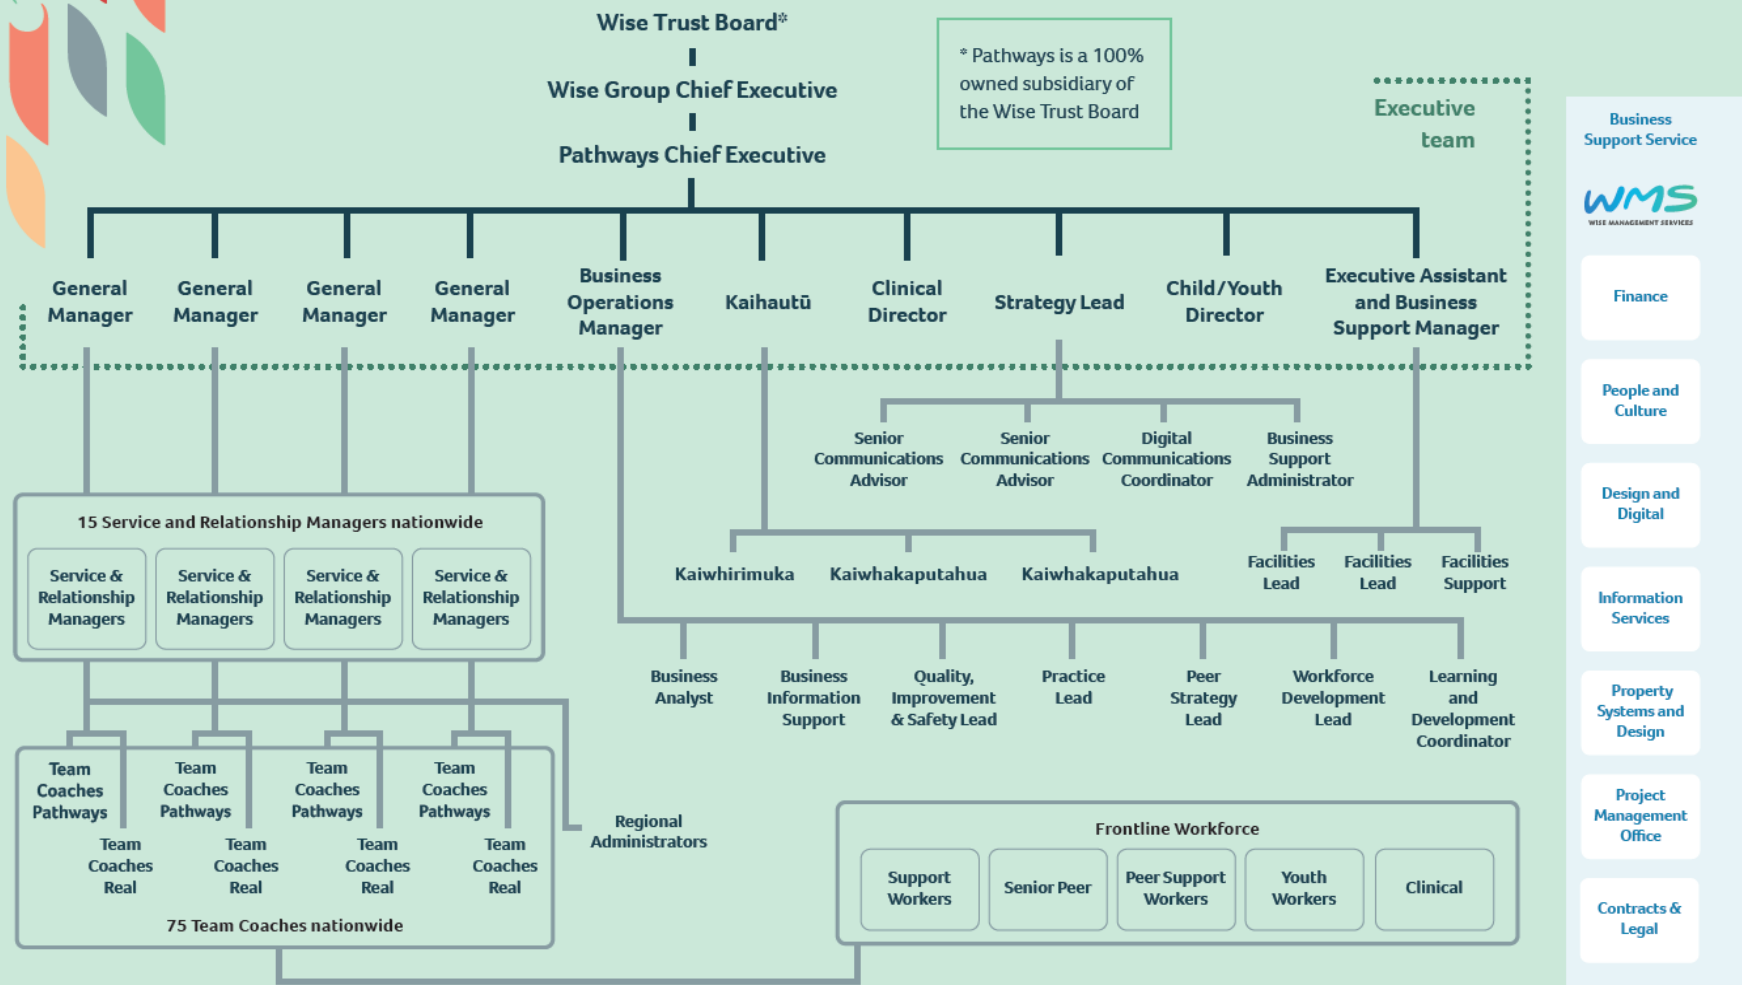 Wise Trust Board*
Wise Group Chief Executive
Pathways Chief Executive
* Pathways is a 100%
owned subsidiary of
the Wise Trust Board
Executive
team
General
Manager
General
Manager
General
Manager
General
Manager
Business
Operations
Manager
Kaihautū
Clinical
Director
Strategy Lead
Child/Youth
Director
Executive Assistant
and Business
Support Manager
Senior
Communications
Advisor
Senior
Communications
Advisor
Digital
Communications
Coordinator
Business
Support
Administrator
15 Service and Relationship Managers nationwide
Service &
Relationship
Managers
Service &
Relationship
Managers
Service &
Relationship
Managers
Service &
Relationship
Managers
Kaiwhirimuka
Kaiwhakaputahua
Kaiwhakaputahua
Facilities
Lead
Facilities
Lead
Facilities
Support
Business
Analyst
Business
Information
Support
Quality,
Improvement
& Safety Lead
Practice
Lead
Peer
Strategy
Lead
Workforce
Development
Lead
Learning
and
Development
Coordinator
Team
Coaches
Pathways
Team
Coaches
Pathways
Team
Coaches
Pathways
Team
Coaches
Pathways
Team
Coaches
Real
Team
Coaches
Real
Team
Coaches
Real
Team
Coaches
Real
75 Team Coaches nationwide
Regional
Administrators
Frontline Workforce
Support
Workers
Senior Peer
Peer Support
Workers
Youth
Workers
Clinical
Business
Support Service
WMS
WISE MANAGEMENT SERVICES
Finance
People and
Culture
Design and
Digital
Information
Services
Property
Systems and
Design
Project
Management
Office
Contracts &
Legal